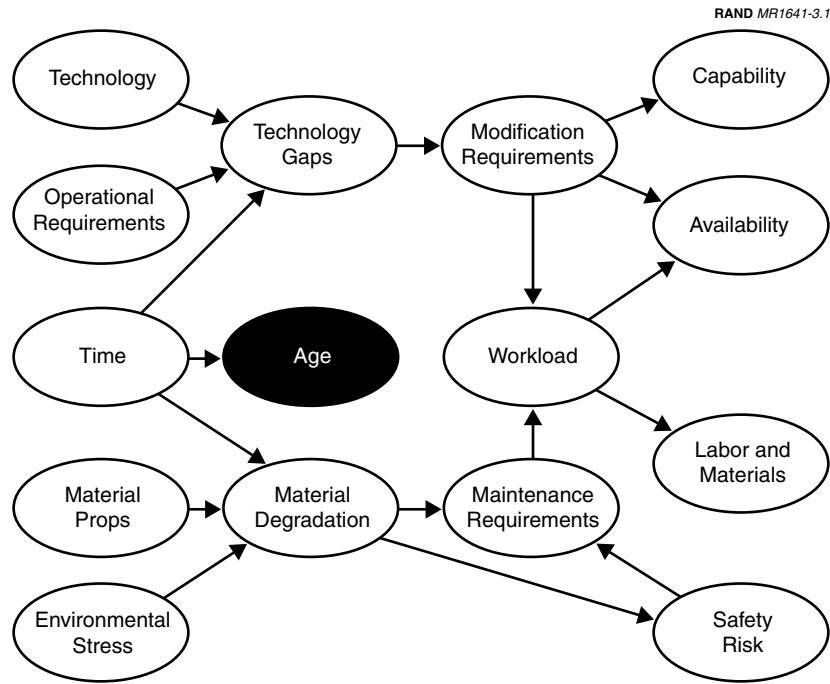 RAND MR1641-3.1
Technology
Capability
Technology
Gaps
Modification
Requirements
Operational
Requirements
Availability
Time
Age
Workload
Labor and
Materials
Material
Props
Material
Degradation
Maintenance
Requirements
Environmental
Stress
Safety
Risk